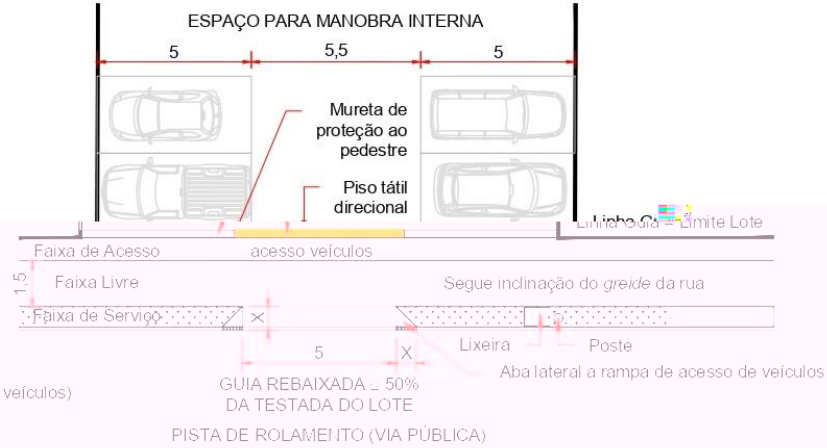 ESPAÇO PARA MANOBRA INTERNA
5 5,5 5
Mureta de
proteção ao
pedestre
Piso tátil
direcional
Limite Lote
Faixa de Acesso acesso veículos
1,5
Faixa Livre Segue inclinação do greide da rua
Faixa de Serviço X
Lixeira Poste
5 X
Aba lateral a rampa de acesso de veículos
veículos)
GUIA REBAIXADA ≤ 50%
DA TESTADA DO LOTE
PISTA DE ROLAMENTO (VIA PÚBLICA)